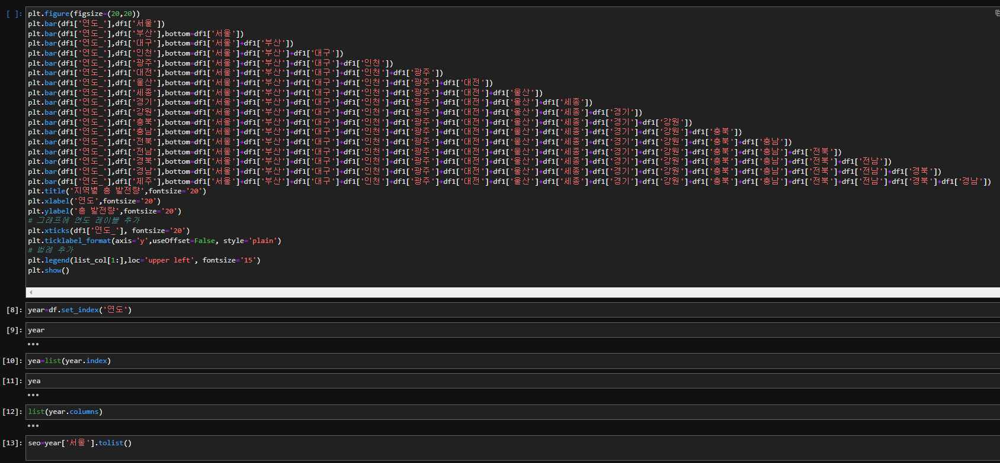 [ ]: plt.figure(figsize=(20,20))
plt.bar(df1['연도_'],df1['서울'])
plt.bar(df1['연도_'],df1['부산'],bottom=df1['서울'])
plt.bar(df1['연도_'],df1['대구'],bottom=df1['서울']+df1['부산'])
plt.bar(df1['연도_'],df1['인천'],bottom=df1['서울']+df1['부산']+df1['대구'])
plt.bar(df1['연도_'],df1['광주'],bottom=df1['서울']+df1['부산']+df1['대구']+df1['인천'])
plt.bar(df1['연도_'],df1['대전'],bottom=df1['서울']+df1['부산']+df1['대구']+df1['인천']+df1['광주'])
plt.bar(df1['연도_'],df1['울산'],bottom=df1['서울']+df1['부산']+df1['대구']+df1['인천']+df1['광주']+df1['대전'])
plt.bar(df1['연도_'],df1['세종'],bottom=df1['서울']+df1['부산']+df1['대구']+df1['인천']+df1['광주']+df1['대전']+df1['울산'])
plt.bar(df1['연도_'],df1['경기'],bottom=df1['서울']+df1['부산']+df1['대구']+df1['인천']+df1['광주']+df1['대전']+df1['울산']+df1['세종'])
plt.bar(df1['연도_'],df1['강원'],bottom=df1['서울']+df1['부산']+df1['대구']+df1['인천']+df1['광주']+df1['대전']+df1['울산']+df1['세종']+df1['경기'])
plt.bar(df1['연도_'],df1['충북'],bottom=df1['서울']+df1['부산']+df1['대구']+df1['인천']+df1['광주']+df1['대전']+df1['울산']+df1['세종']+df1['경기']+df1['강원'])
plt.bar(df1['연도_'],df1['충남'],bottom=df1['서울']+df1['부산']+df1['대구']+df1['인천']+df1['광주']+df1['대전']+df1['울산']+df1['세종']+df1['경기']+df1['강원']+df1['충북'])
plt.bar(df1['연도_'],df1['전북'],bottom=df1['서울']+df1['부산']+df1['대구']+df1['인천']+df1['광주']+df1['대전']+df1['울산']+df1['세종']+df1['경기']+df1['강원']+df1['충북']+df1['충남'])
plt.bar(df1['연도_'],df1['전남'],bottom=df1['서울']+df1['부산']+df1['대구']+df1['인천']+df1['광주']+df1['대전']+df1['울산']+df1['세종']+df1['경기']+df1['강원']+df1['충북']+df1['충남']+df1['전북'])
plt.bar(df1['연도_'],df1['경북'],bottom=df1['서울']+df1['부산']+df1['대구']+df1['인천']+df1['광주']+df1['대전']+df1['울산']+df1['세종']+df1['경기']+df1['강원']+df1['충북']+df1['충남']+df1['전북']+df1['전남'])
plt.bar(df1['연도_'],df1['경남'],bottom=df1['서울']+df1['부산']+df1['대구']+df1['인천']+df1['광주']+df1['대전']+df1['울산']+df1['세종']+df1['경기']+df1['강원']+df1['충북']+df1['충남']+df1['전북']+df1['전남']+df1['경북'])
plt.bar(df1['연도_'],df1['제주'],bottom=df1['서울']+df1['부산']+df1['대구']+df1['인천']+df1['광주']+df1['대전']+df1['울산']+df1['세종']+df1['경기']+df1['강원']+df1['충북']+df1['충남']+df1['전북']+df1['전남']+df1['경북']+df1['경남'])
plt.title('지역별 총 발전량',fontsize='20')
plt.xlabel('연도',fontsize='20')
plt.ylabel('총 발전량',fontsize='20')
# 그래프에 연도 레이블 추가
plt.xticks(df1['연도_'], fontsize='20')
plt.ticklabel_format(axis='y',useOffset=False, style='plain')
# 범례 추가
plt.legend(list_col[1:],loc='upper left', fontsize='15')
plt.show()
[8]: year=df.set_index('연도')
[9]: year
[10]: yea=list(year.index)
[11]: yea
[12]: list(year.columns)
[13]: seo=year['서울'].tolist()